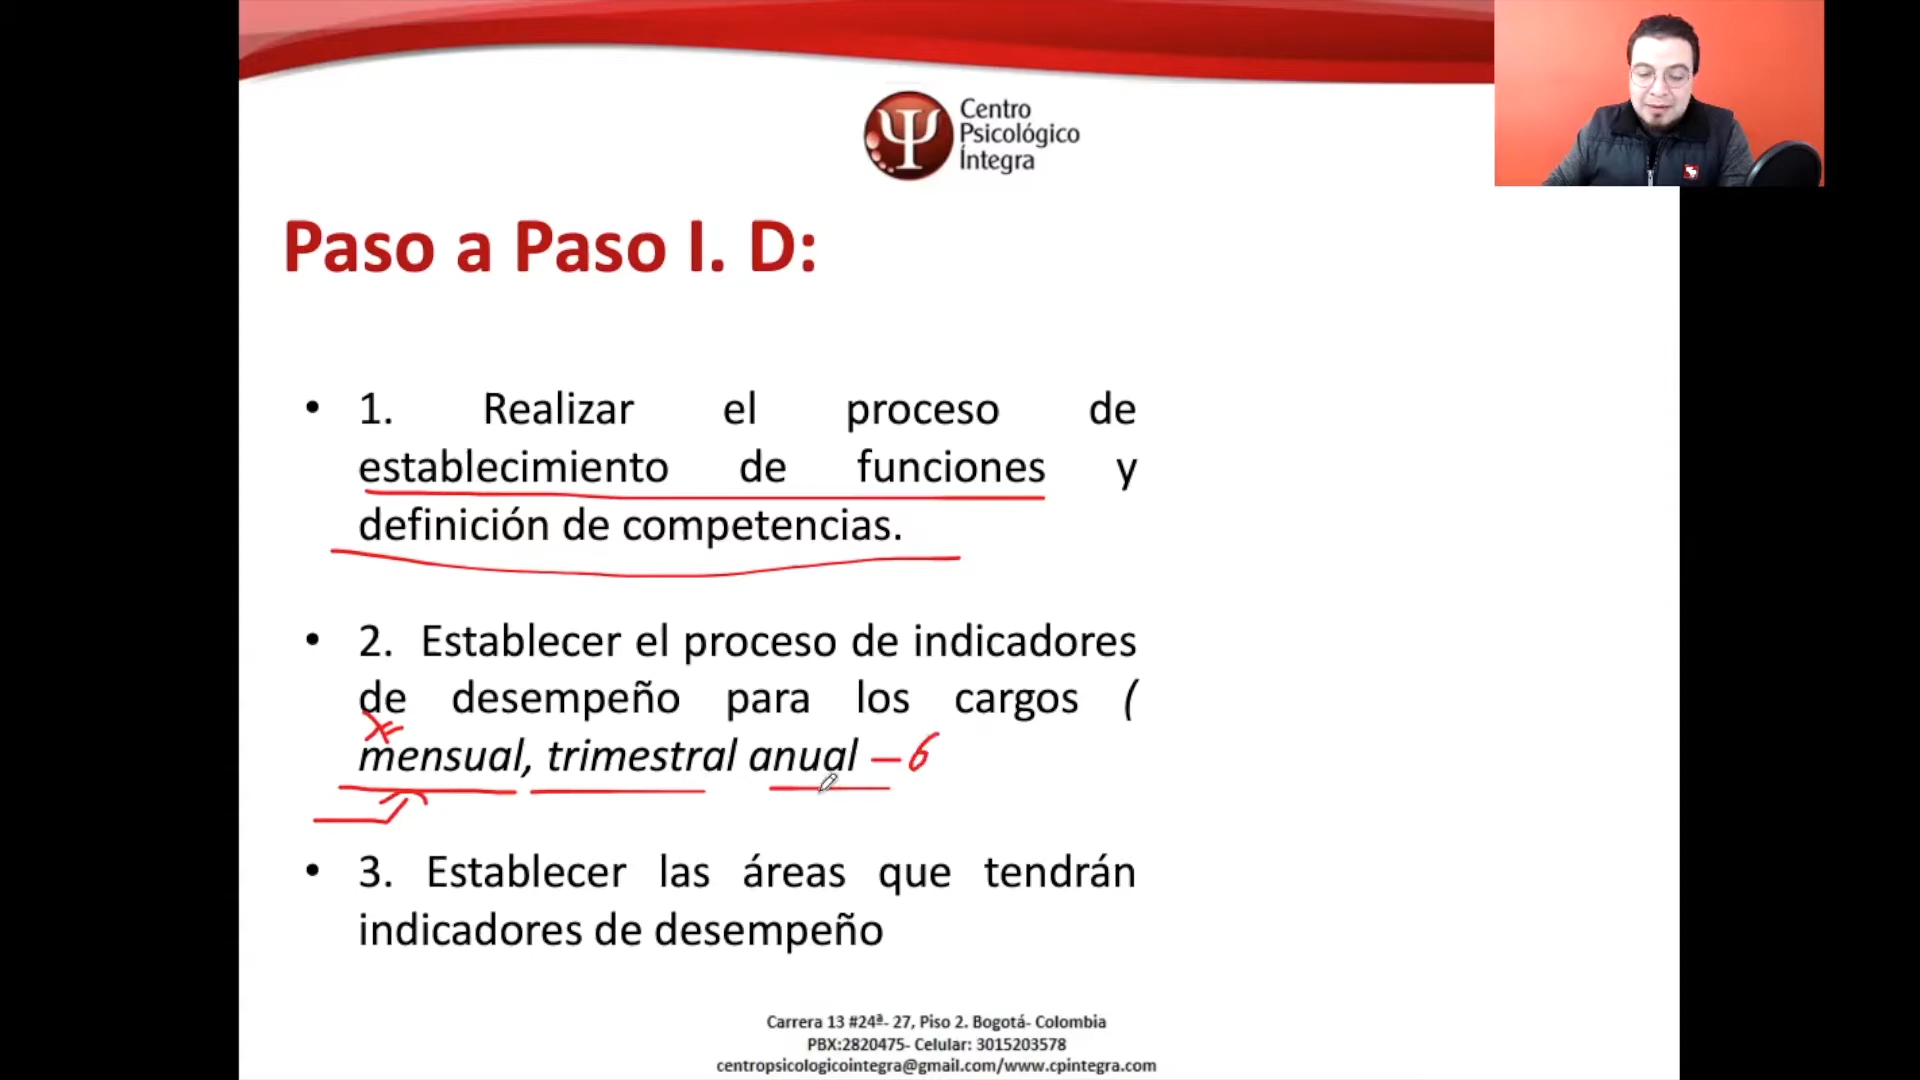 Centro
Psicológico
Íntegra
Paso a Paso I. D:
• 1. Realizar el proceso de
establecimiento de funciones y
definición de competencias.
• 2. Establecer el proceso de indicadores
de desempeño para los cargos (
mensual, trimestral anual – 6
• 3. Establecer las áreas que tendrán
indicadores de desempeño
Carrera 13 #24ª- 27, Piso 2. Bogotá- Colombia
PBX:2820475- Celular: 3015203578
centropsicologicointegra@gmail.com/www.cpintegra.com